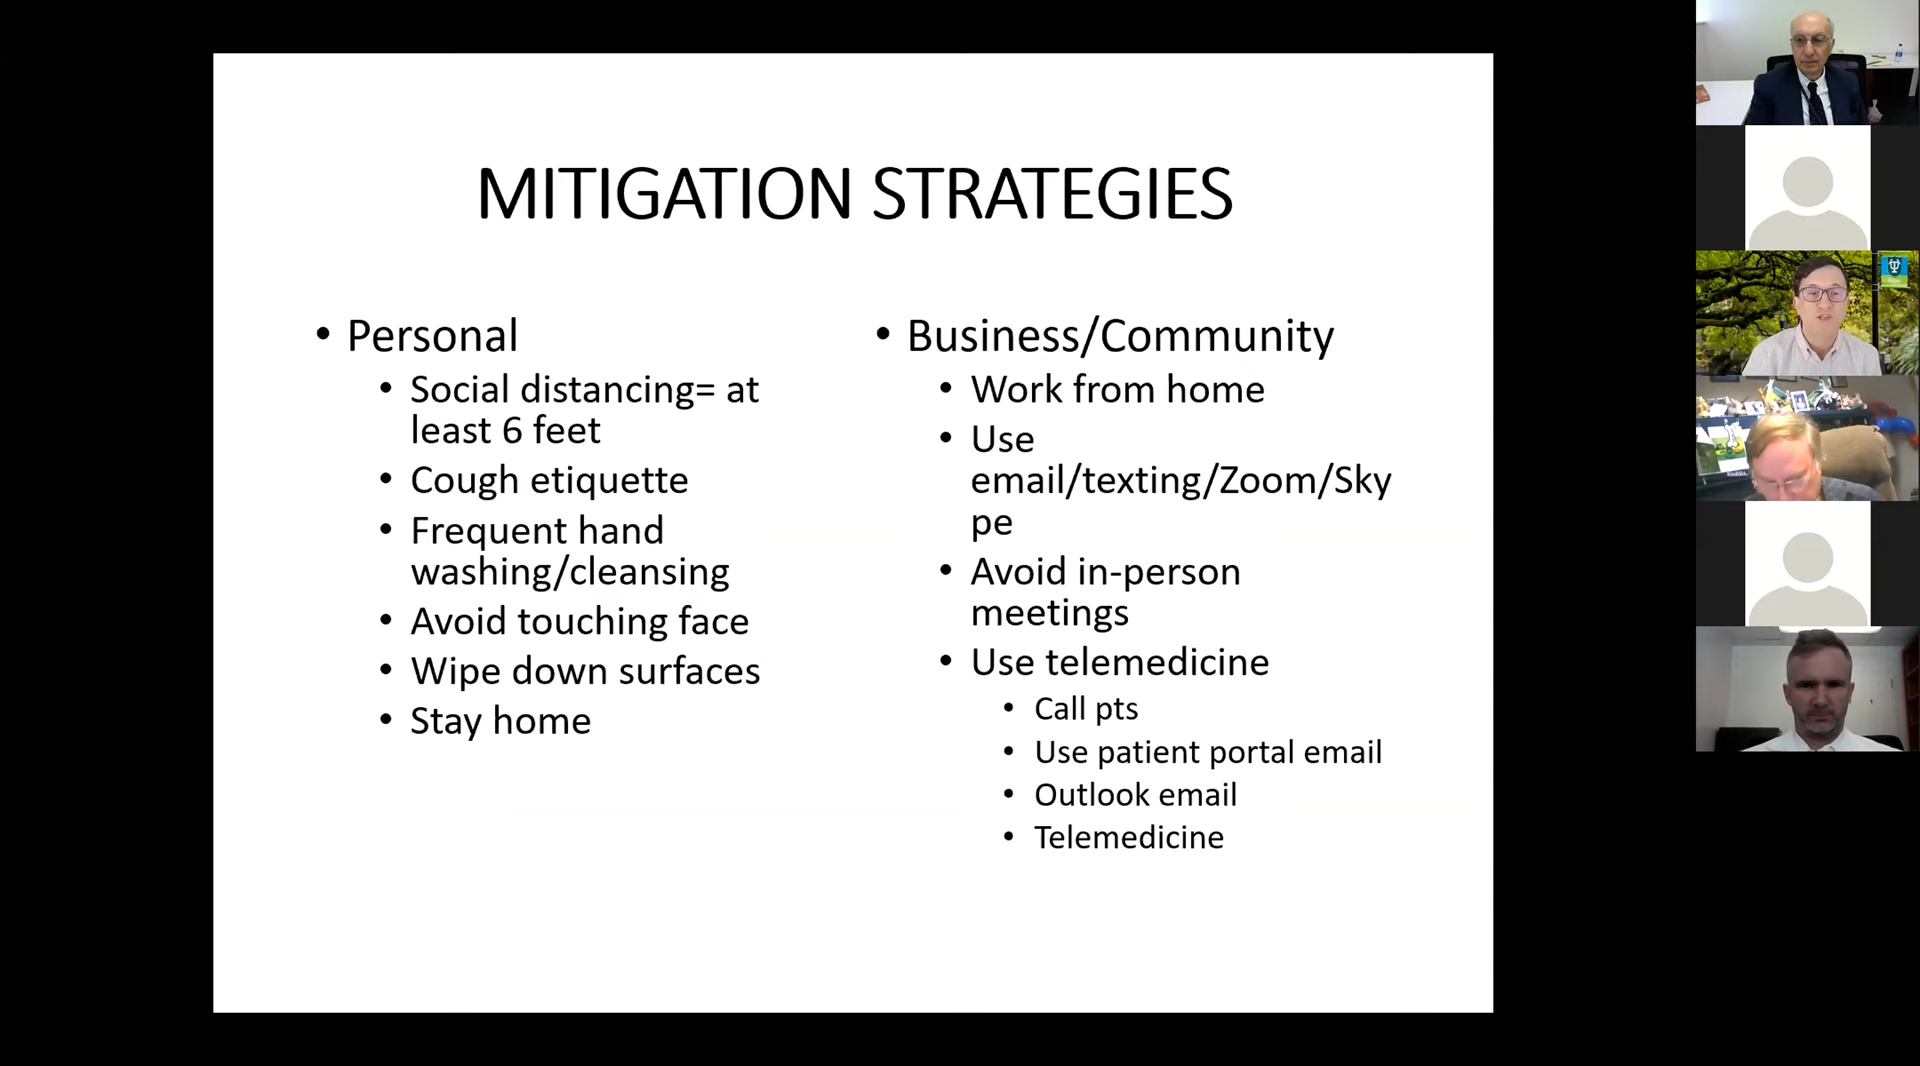 MITIGATION STRATEGIES
• Personal
• Social distancing= at
least 6 feet
• Cough etiquette
• Frequent hand
washing/cleansing
• Avoid touching face
• Wipe down surfaces
• Stay home
• Business/Community
• Work from home
• Use
email/texting/Zoom/Sky
pe
• Avoid in-person
meetings
• Use telemedicine
• Call pts
• Use patient portal email
• Outlook email
• Telemedicine